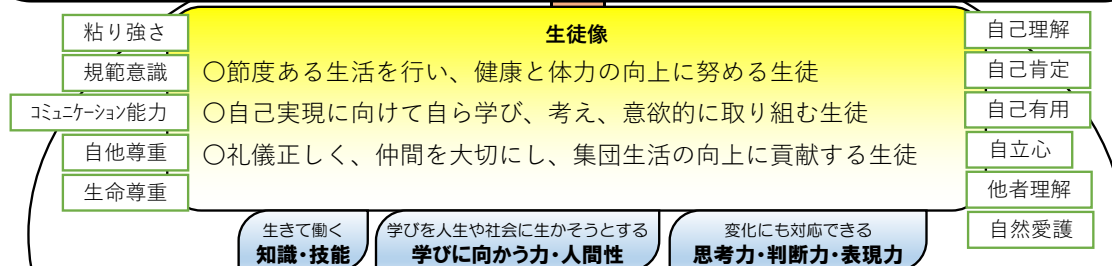 粘り強さ
規範意識
コミュニケーション能力
自他尊重
生命尊重
生徒像
〇節度ある生活を行い、健康と体力の向上に努める生徒
〇自己実現に向けて自ら学び、考え、意欲的に取り組む生徒
〇礼儀正しく、仲間を大切にし、集団生活の向上に貢献する生徒
自己理解
自己肯定
自己有用
自立心
他者理解
自然愛護
生きて働く
知識・技能
学びを人生や社会に生かそうとする
学びに向かう力・人間性
変化にも対応できる
思考力・判断力・表現力